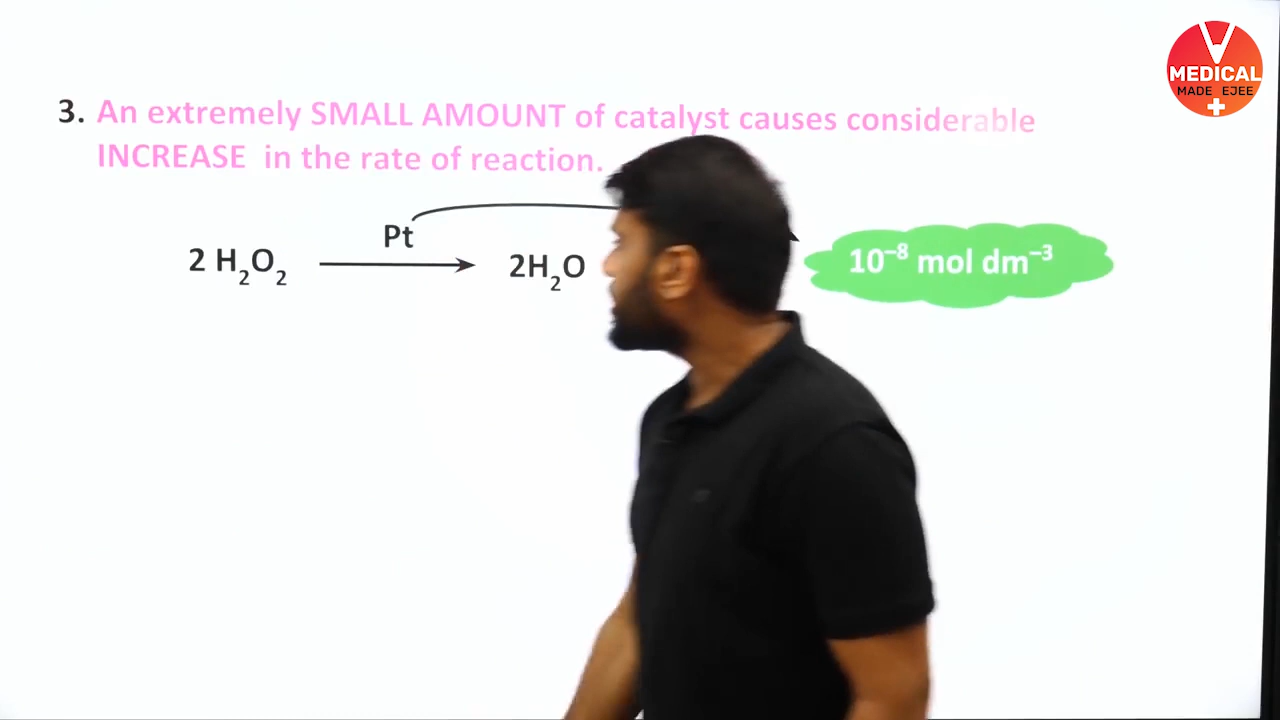 MEDICAL
MADE EJEE
3. An extremely SMALL AMOUNT of catalyst causes considerable
INCREASE in the rate of reaction.
Pt
2 H₂O₂ 2H₂O 10⁻⁸ mol dm⁻³